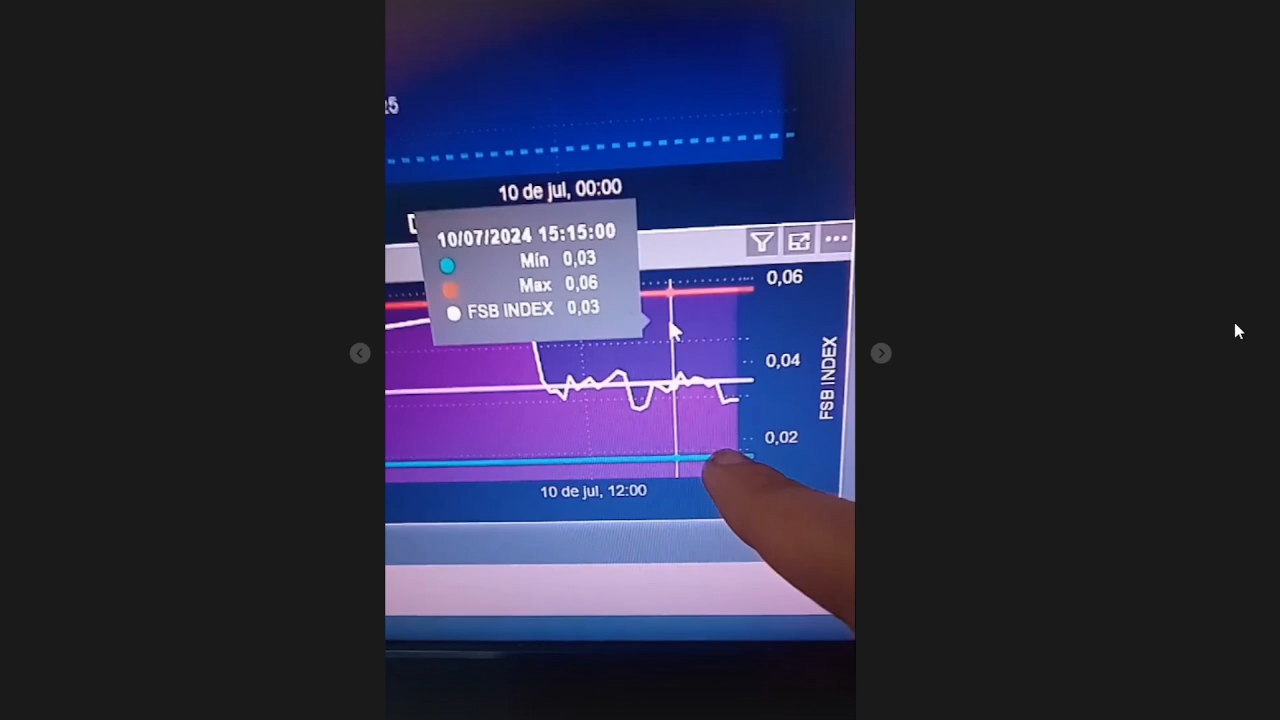 25
10 de jul, 00:00
10/07/2024 15:15:00
Mín 0,03
Max 0,06
FSB INDEX 0,03
0,06
0,04
0,02
FSB INDEX
10 de jul, 12:00